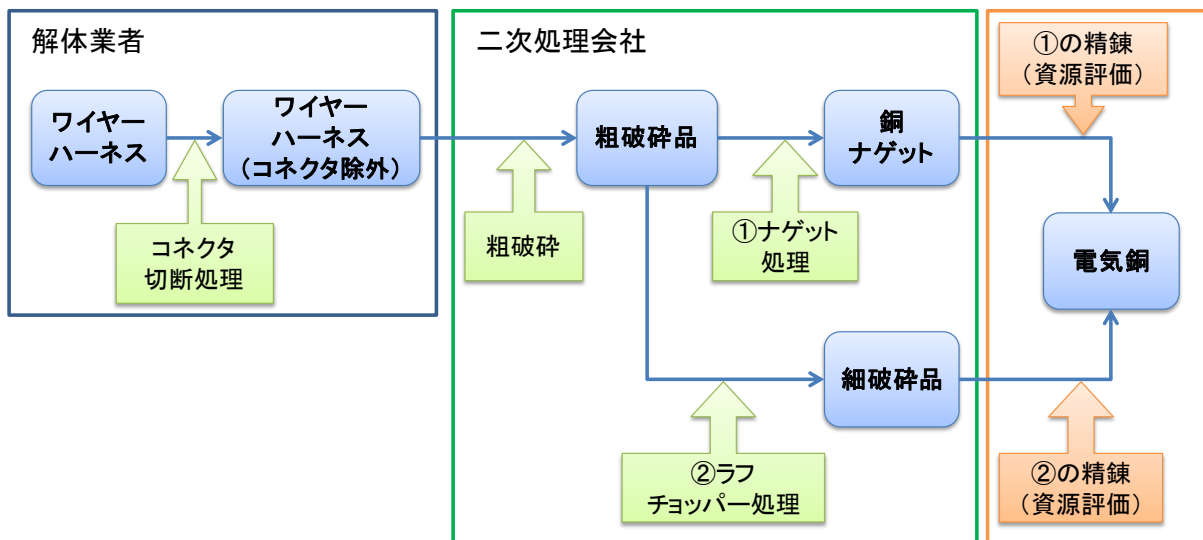 解体業者
ワイヤー
ハーネス
ワイヤー
ハーネス
（コネクタ除外）
コネクタ
切断処理
二次処理会社
粗破砕品
銅
ナゲット
粗破砕
①ナゲット
処理
細破砕品
②ラフ
チョッパー処理
①の精錬
（資源評価）
電気銅
②の精錬
（資源評価）